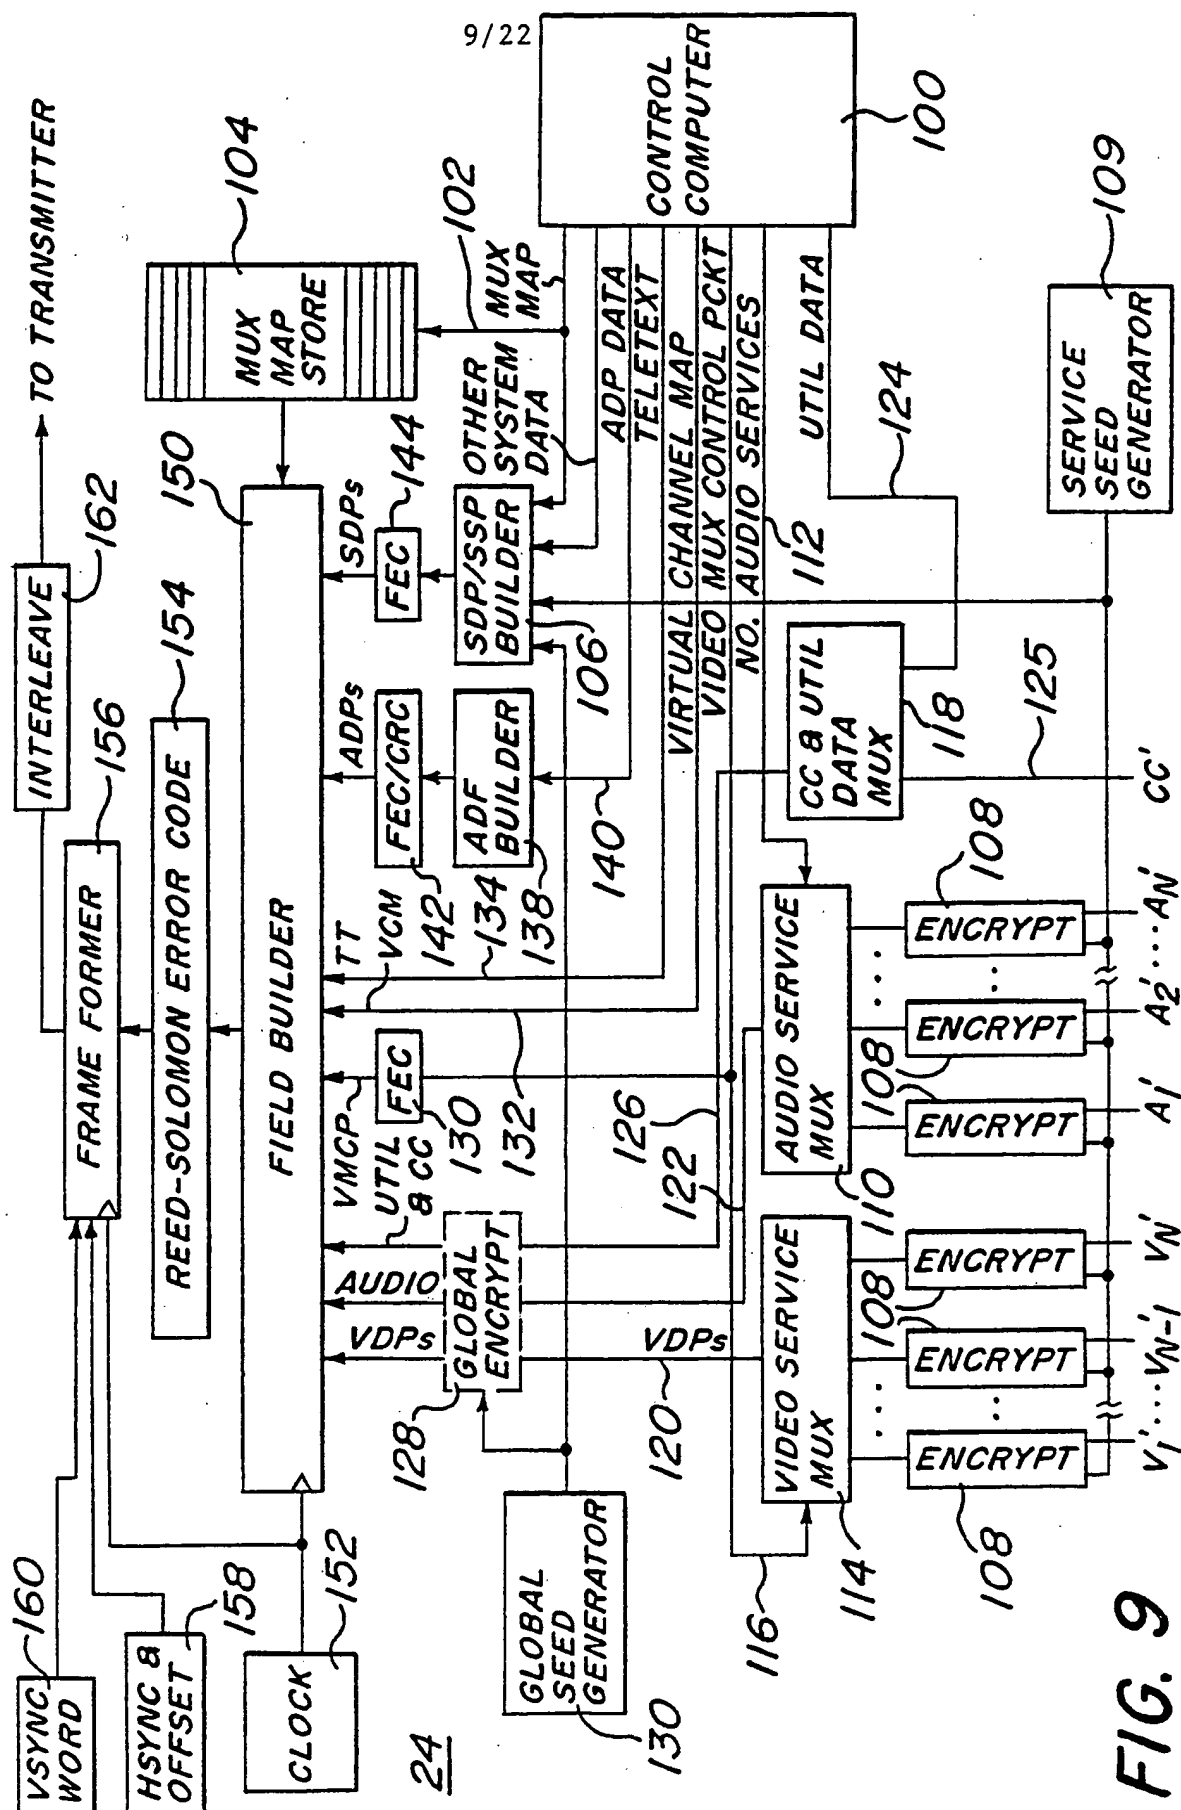 9/22
VSYNC
WORD
160
HSYNC &
OFFSET
158
CLOCK
152
24
FRAME FORMER
156
INTERLEAVE
162
TO TRANSMITTER
REED-SOLOMON ERROR CODE
154
FIELD BUILDER
150
MUX
MAP
STORE
104
VDPs
AUDIO
UTIL
& CC
VMCP
VCM
TT
ADPs
SDPs
GLOBAL
ENCRYPT
128
FEC
130
132
134
FEC/CRC
142
ADF
BUILDER
138
140
FEC
144
SDP/SSP
BUILDER
106
OTHER
SYSTEM
DATA
MUX
MAP
102
ADP DATA
TELETEXT
VIRTUAL CHANNEL MAP
VIDEO MUX CONTROL PCKT
NO. AUDIO SERVICES
UTIL DATA
CONTROL
COMPUTER
100
GLOBAL
SEED
GENERATOR
130
VDPs
120
122
126
116
112
124
VIDEO SERVICE
MUX
114
AUDIO SERVICE
MUX
110
CC & UTIL
DATA
MUX
118
125
SERVICE
SEED
GENERATOR
109
ENCRYPT
ENCRYPT
ENCRYPT
ENCRYPT
ENCRYPT
ENCRYPT
108
108
108
108
V1'....VN-1'
VN'
A1'
A2'....AN'
CC'
FIG. 9